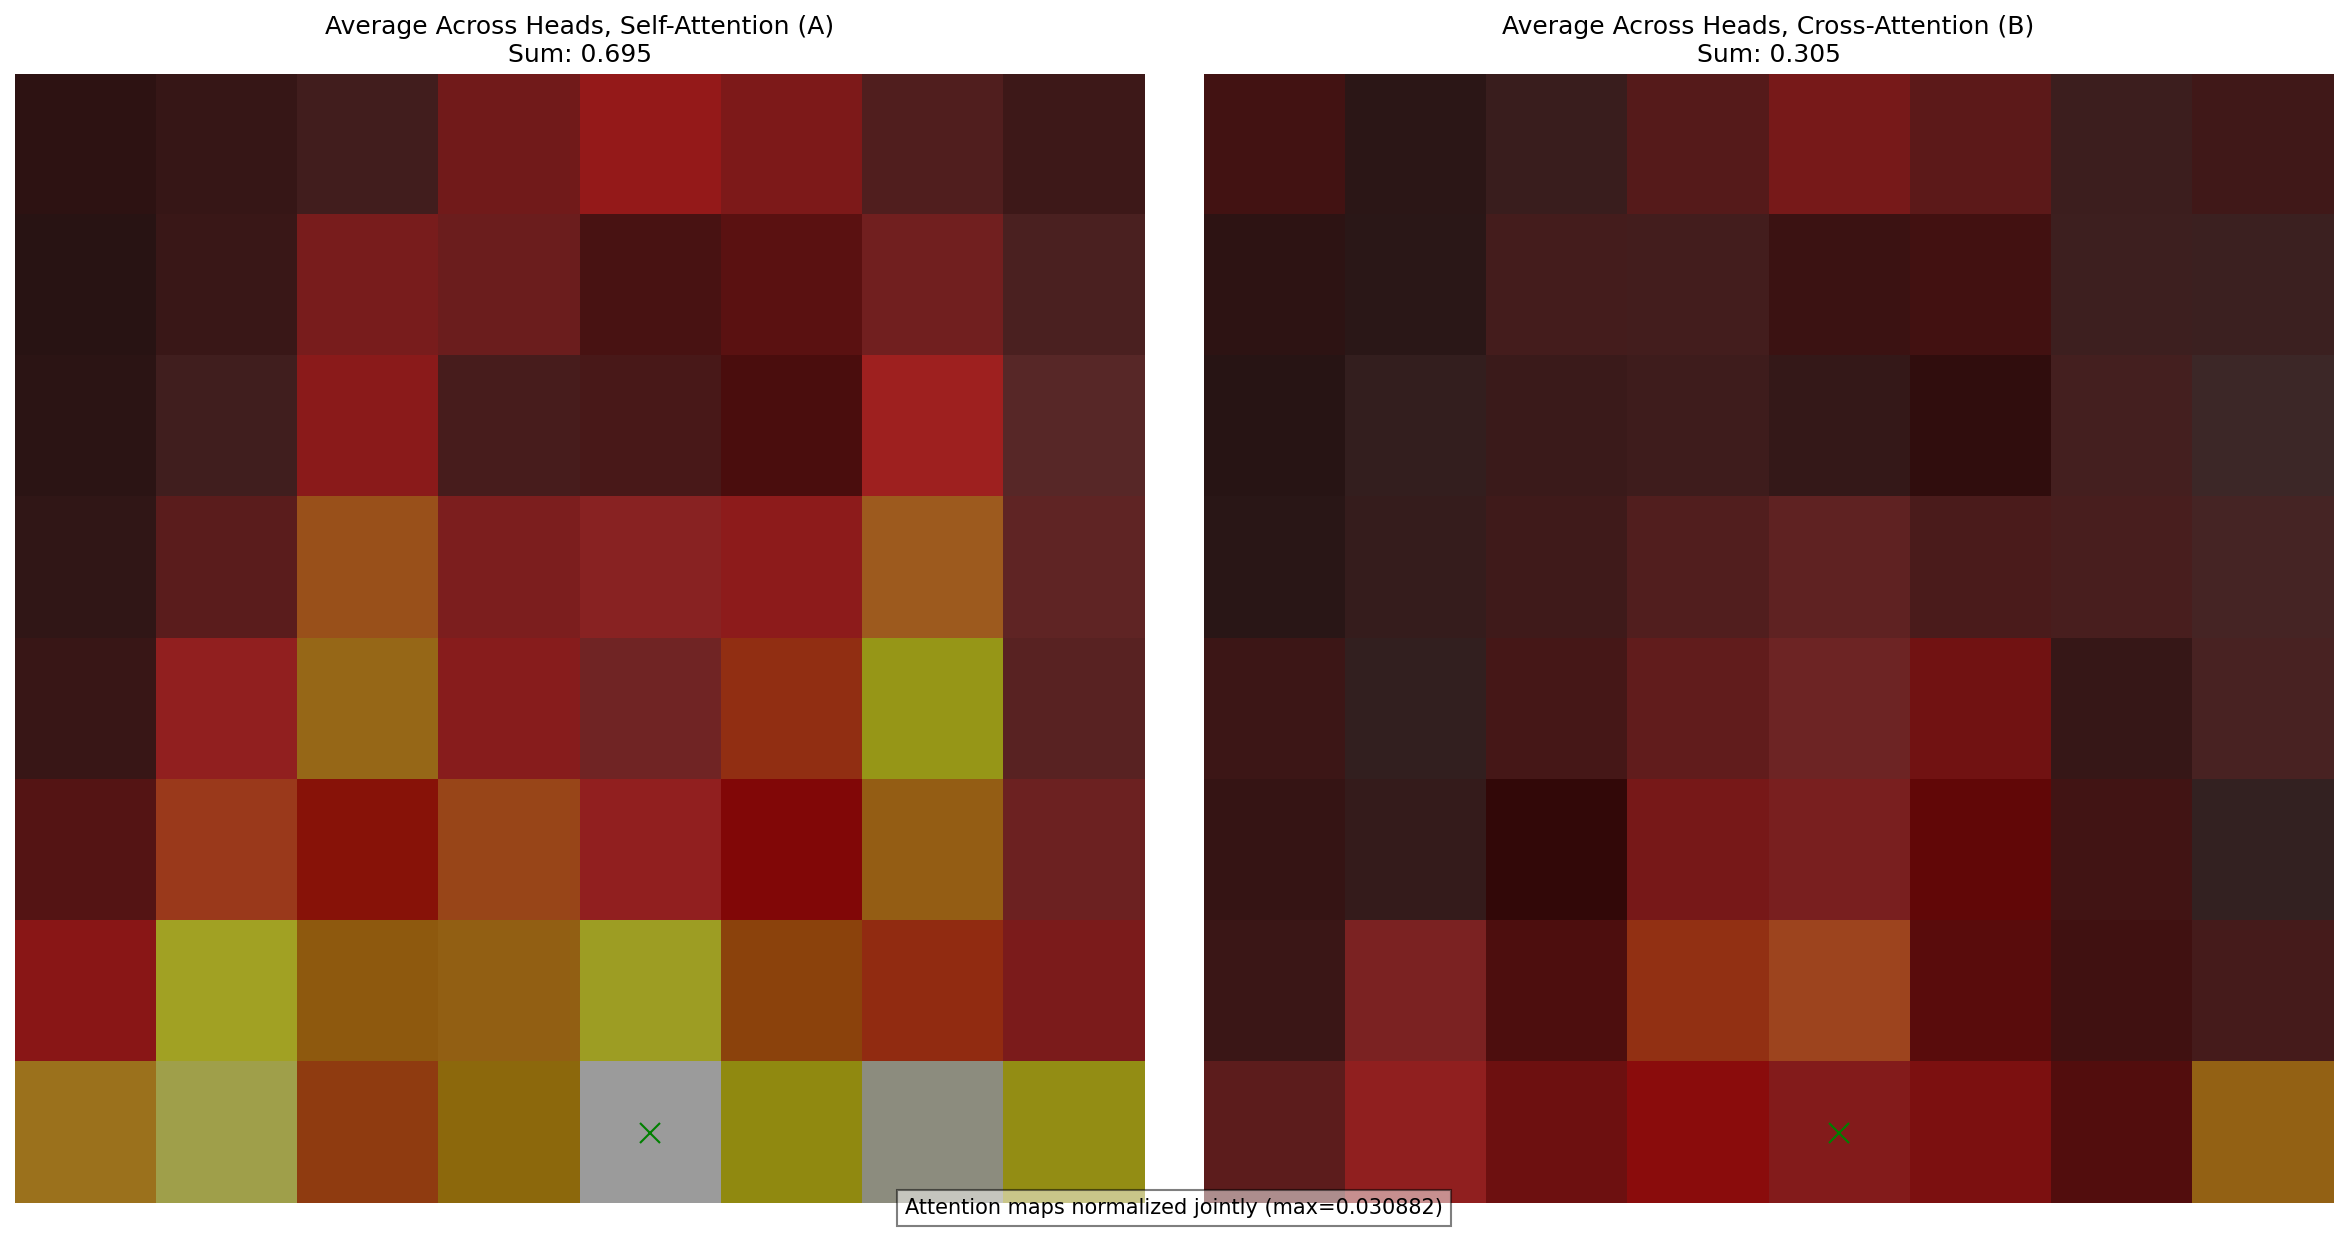 Average Across Heads, Self-Attention (A)
Sum: 0.695
Average Across Heads, Cross-Attention (B)
Sum: 0.305
Attention maps normalized jointly (max=0.030882)